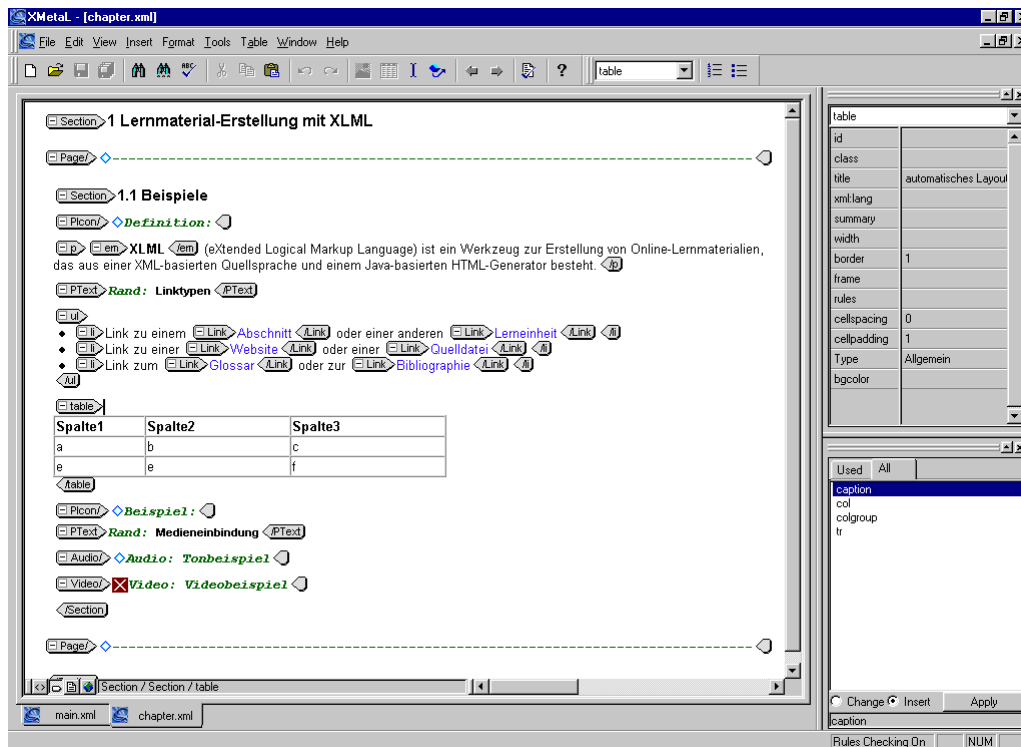 XMetaL - [chapter.xml]
File Edit View Insert Format Tools Table Window Help
ABC ? table
Section 1 Lernmaterial-Erstellung mit XLML
Page/
Section 1.1 Beispiele
PIcon/ Definition:
p em XLML /em (eXtended Logical Markup Language) ist ein Werkzeug zur Erstellung von Online-Lernmaterialien,
das aus einer XML-basierten Quellsprache und einem Java-basierten HTML-Generator besteht. /p
PText Rand: Linktypen /PText
ul
li Link zu einem Link Abschnitt /Link oder einer anderen Link Lerneinheit /Link /li
li Link zu einer Link Website /Link oder einer Link Quelldatei /Link /li
li Link zum Link Glossar /Link oder zur Link Bibliographie /Link /li
/ul
table
Spalte1 Spalte2 Spalte3
a b c
e e f
/table
PIcon/ Beispiel:
PText Rand: Medieneinbindung /PText
Audio/ Audio: Tonbeispiel
Video/ Video: Videobeispiel
/Section
Page/
Section / Section / table
main.xml chapter.xml
table
id
class
title automatisches Layout
xml:lang
summary
width
border 1
frame
rules
cellspacing 0
cellpadding 1
Type Allgemein
bgcolor
Used All
caption
col
colgroup
tr
Change Insert Apply
caption
Rules Checking On NUM